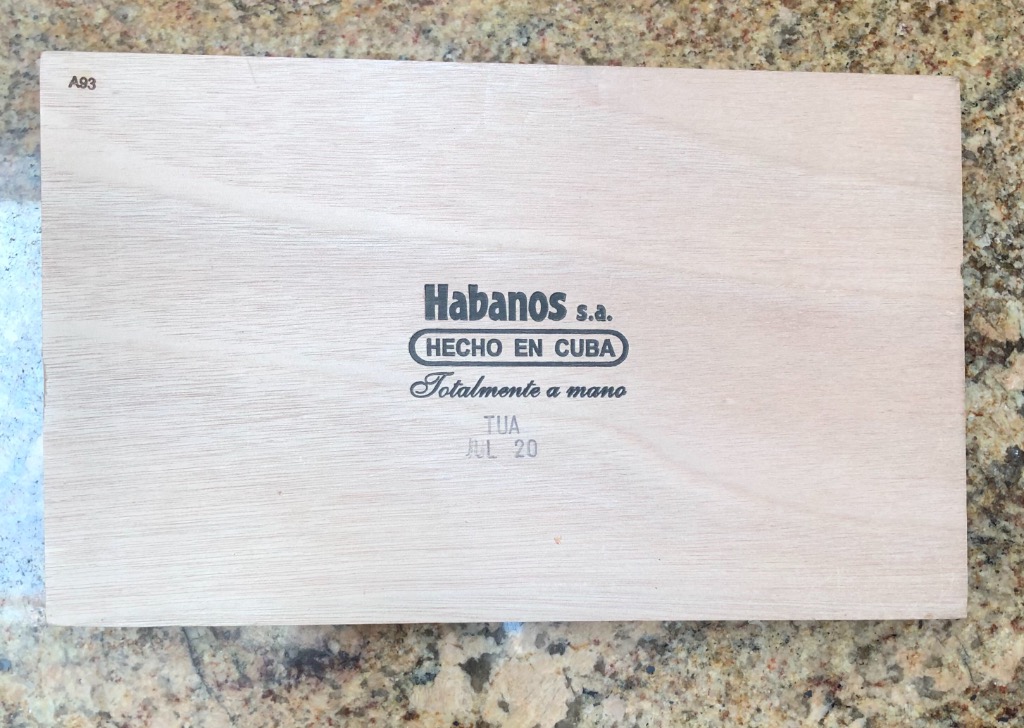 A93
Habanos s.a.
HECHO EN CUBA
Totalmente a mano
TUA
JUL 20